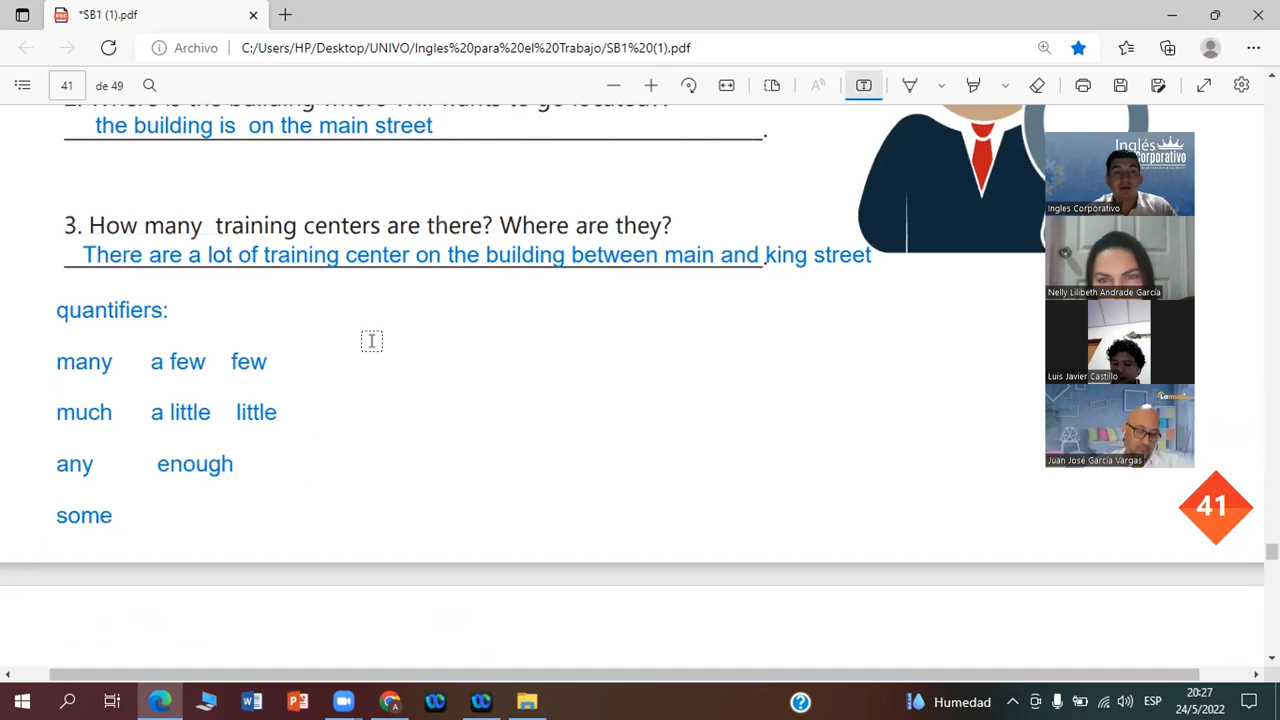 *SB1 (1).pdf
Archivo
C:/Users/HP/Desktop/UNIVO/Ingles%20para%20el%20Trabajo/SB1%20(1).pdf
41 de 49
the building is on the main street
3. How many training centers are there? Where are they?
There are a lot of training center on the building between main and king street
quantifiers:
many a few few
much a little little
any enough
some
41
Inglés
Corporativo
Ingles Corporativo
Nelly Lilibeth Andrade García
Luis Javier Castillo
Juan José García Vargas
Humedad
ESP
20:27
24/5/2022